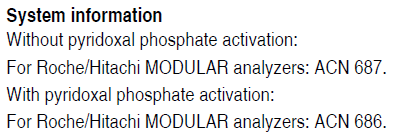 System information
Without pyridoxal phosphate activation:
For Roche/Hitachi MODULAR analyzers: ACN 687.
With pyridoxal phosphate activation:
For Roche/Hitachi MODULAR analyzers: ACN 686.